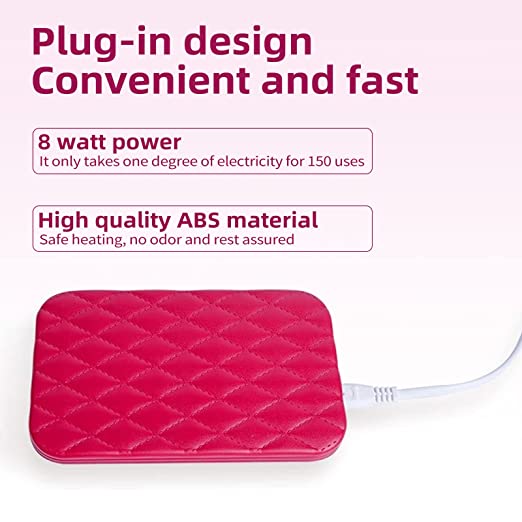 Plug-in design
Convenient and fast
8 watt power
It only takes one degree of electricity for 150 uses
High quality ABS material
Safe heating, no odor and rest assured